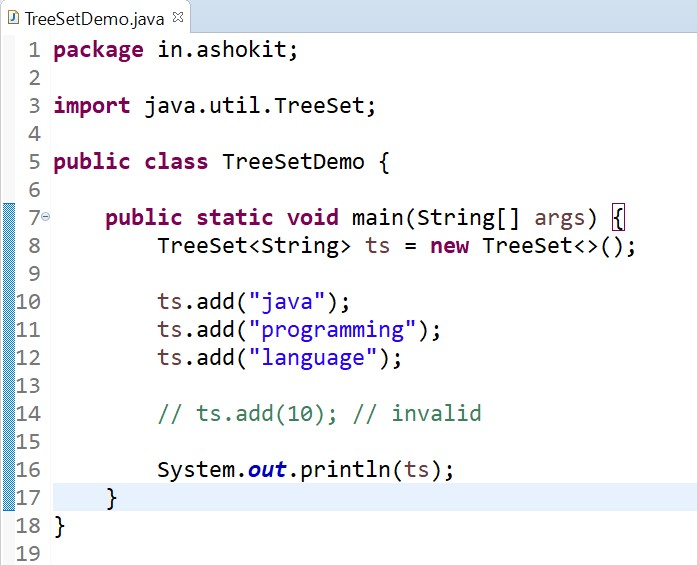 TreeSetDemo.java
1 package in.ashokit;
2
3 import java.util.TreeSet;
4
5 public class TreeSetDemo {
6
7 public static void main(String[] args) {
8 TreeSet<String> ts = new TreeSet<>();
9
10 ts.add("java");
11 ts.add("programming");
12 ts.add("language");
13
14 // ts.add(10); // invalid
15
16 System.out.println(ts);
17 }
18 }
19